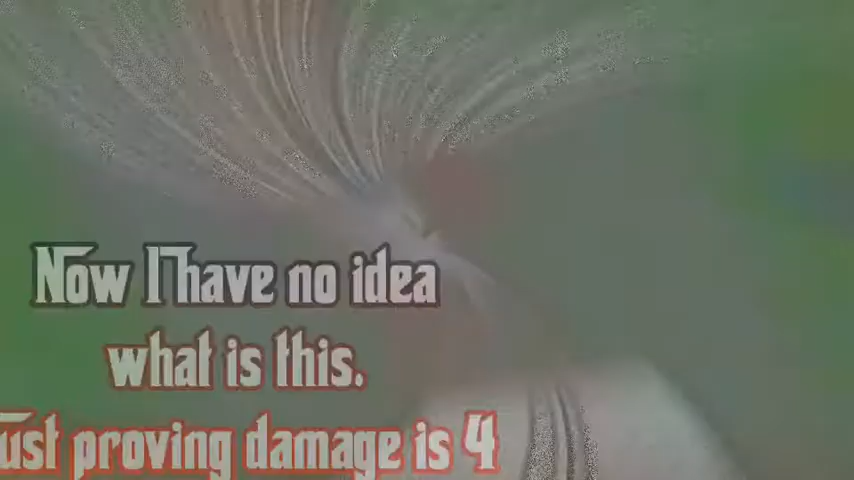 Now I have no idea
what is this.
ust proving damage is 4